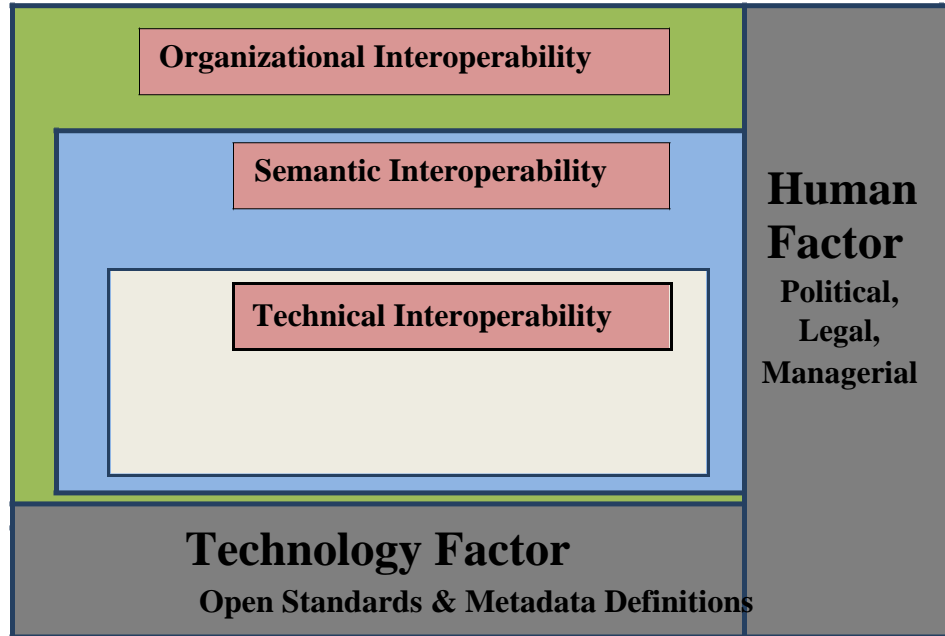 Organizational Interoperability
Semantic Interoperability
Technical Interoperability
Human
Factor
Political,
Legal,
Managerial
Technology Factor
Open Standards & Metadata Definitions